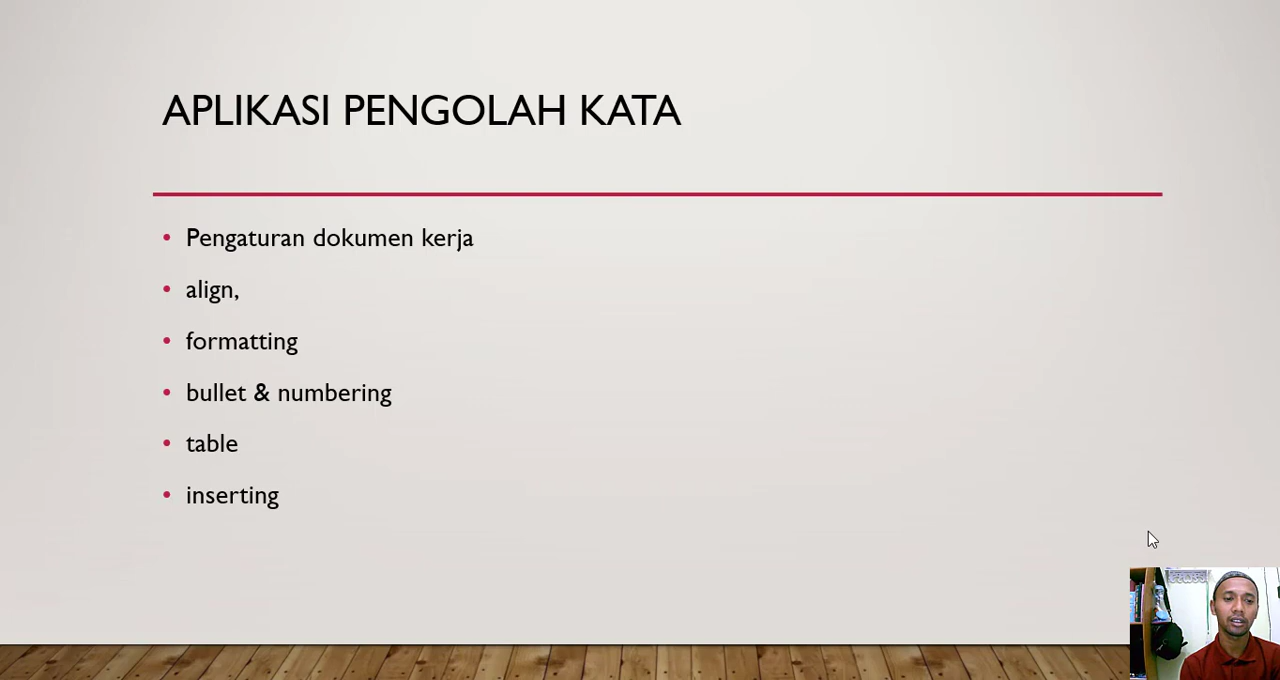 APLIKASI PENGOLAH KATA
• Pengaturan dokumen kerja
• align,
• formatting
• bullet & numbering
• table
• inserting